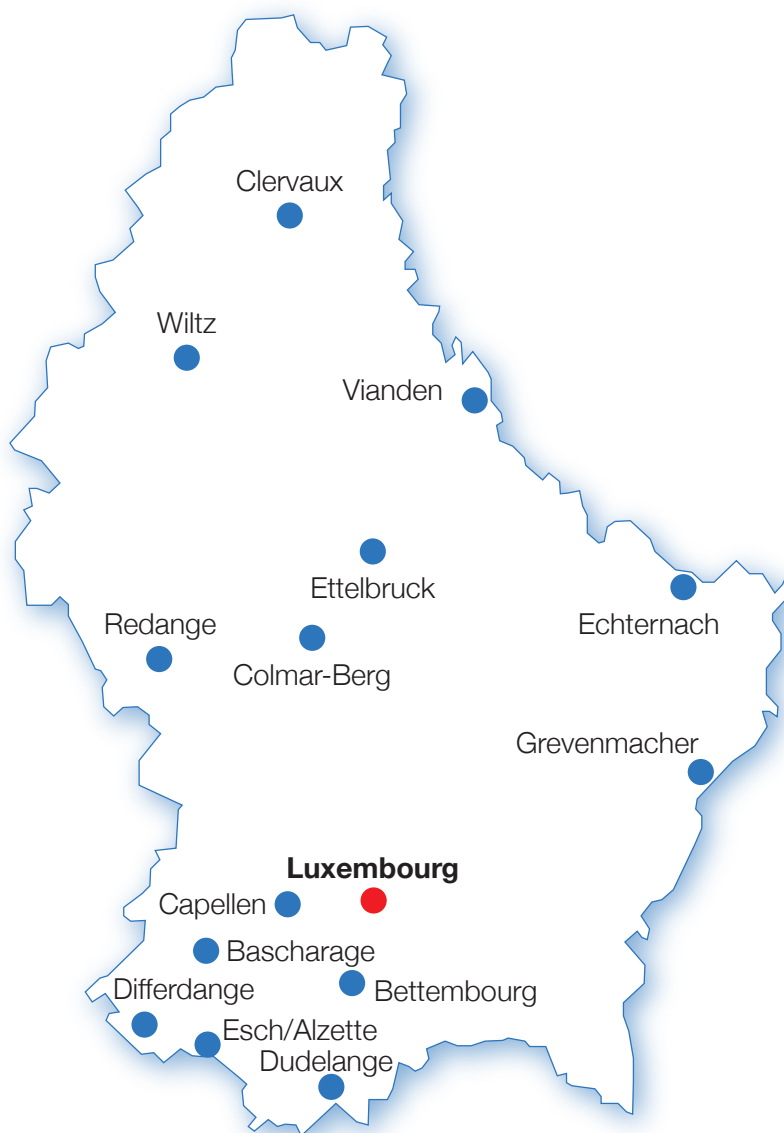 Clervaux
Wiltz
Vianden
Ettelbruck
Redange
Echternach
Colmar-Berg
Grevenmacher
Luxembourg
Capellen
Bascharage
Differdange
Bettembourg
Esch/Alzette
Dudelange